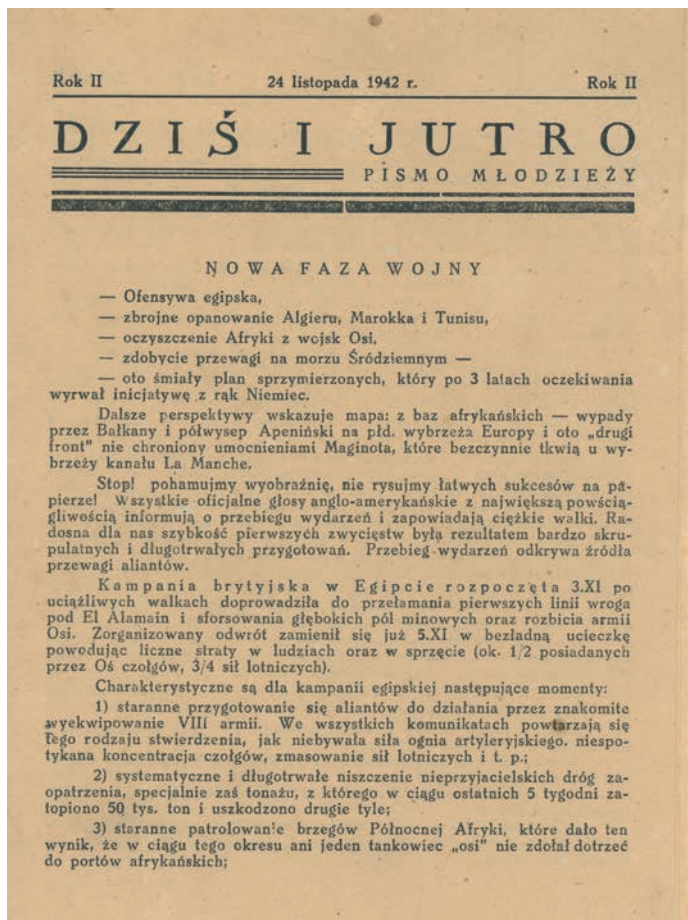 Rok II 24 listopada 1942 r. Rok II
DZIŚ I JUTRO
PISMO MŁODZIEŻY
NOWA FAZA WOJNY
— Ofensywa egipska,
— zbrojne opanowanie Algieru, Marokka i Tunisu,
— oczyszczenie Afryki z wojsk Osi,
— zdobycie przewagi na morzu Śródziemnym —
— oto śmiały plan sprzymierzonych, który po 3 latach oczekiwania
wyrwał inicjatywę z rąk Niemiec.
Dalsze perspektywy wskazuje mapa: z baz afrykańskich — wypady
przez Bałkany i półwysep Apeniński na płd. wybrzeża Europy i oto „drugi
front" nie chroniony umocnieniami Maginota, które bezczynnie tkwią u wy-
brzeży kanału La Manche.
Stop! pohamujmy wyobraźnię, nie rysujmy łatwych sukcesów na pa-
pierze! Wszystkie oficjalne głosy anglo-amerykańskie z największą powścią-
gliwością informują o przebiegu wydarzeń i zapowiadają ciężkie walki. Ra-
dosna dla nas szybkość pierwszych zwycięstw była rezultatem bardzo skru-
pulatnych i długotrwałych przygotowań. Przebieg wydarzeń odkrywa źródła
przewagi aliantów.
Kampania brytyjska w Egipcie rozpoczęta 3.XI po
uciążliwych walkach doprowadziła do przełamania pierwszych linii wroga
pod El Alamain i sforsowania głębokich pól minowych oraz rozbicia armii
Osi. Zorganizowany odwrót zamienił się już 5.XI w bezładną ucieczkę
powodując liczne straty w ludziach oraz w sprzęcie (ok. 1/2 posiadanych
przez Oś czołgów, 3/4 sił lotniczych).
Charakterystyczne są dla kampanii egipskiej następujące momenty:
1) staranne przygotowanie się aliantów do działania przez znakomite
wyekwipowanie VIII armii. We wszystkich komunikatach powtarzają się
tego rodzaju stwierdzenia, jak niebywała siła ognia artyleryjskiego. niespo-
tykana koncentracja czołgów, zmasowanie sił lotniczych i t. p.;
2) systematyczne i długotrwałe niszczenie nieprzyjacielskich dróg za-
opatrzenia, specjalnie zaś tonażu, z którego w ciągu ostatnich 5 tygodni za-
topiono 50 tys. ton i uszkodzono drugie tyle;
3) staranne patrolowanie brzegów Północnej Afryki, które dało ten
wynik, że w ciągu tego okresu ani jeden tankowiec „osi" nie zdołał dotrzeć
do portów afrykańskich;